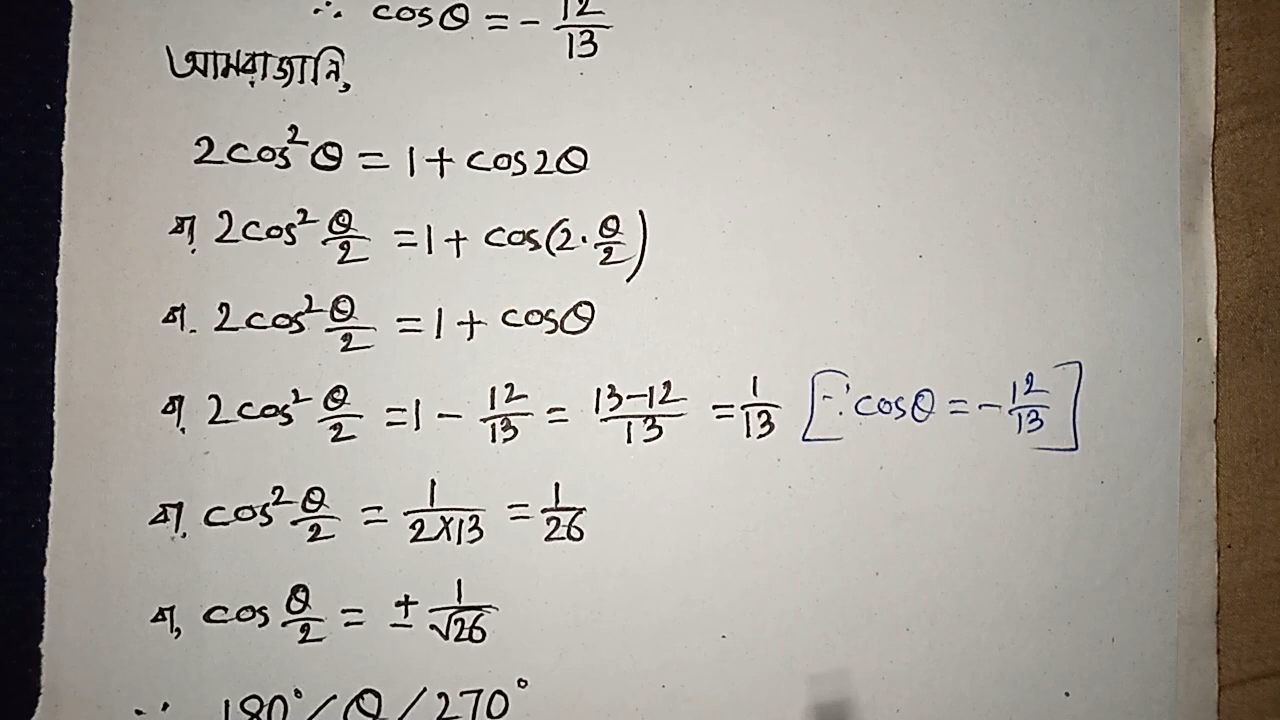 ∴ cosθ = - 12/13
আমরা জানি,
2cos²θ = 1 + cos2θ
বা, 2cos² θ/2 = 1 + cos(2·θ/2)
বা, 2cos² θ/2 = 1 + cosθ
বা, 2cos² θ/2 = 1 - 12/13 = 13-12/13 = 1/13 [∵ cosθ = - 12/13]
বা, cos² θ/2 = 1/2×13 = 1/26
বা, cos θ/2 = ± 1/√26
∴ 180°/θ/270°